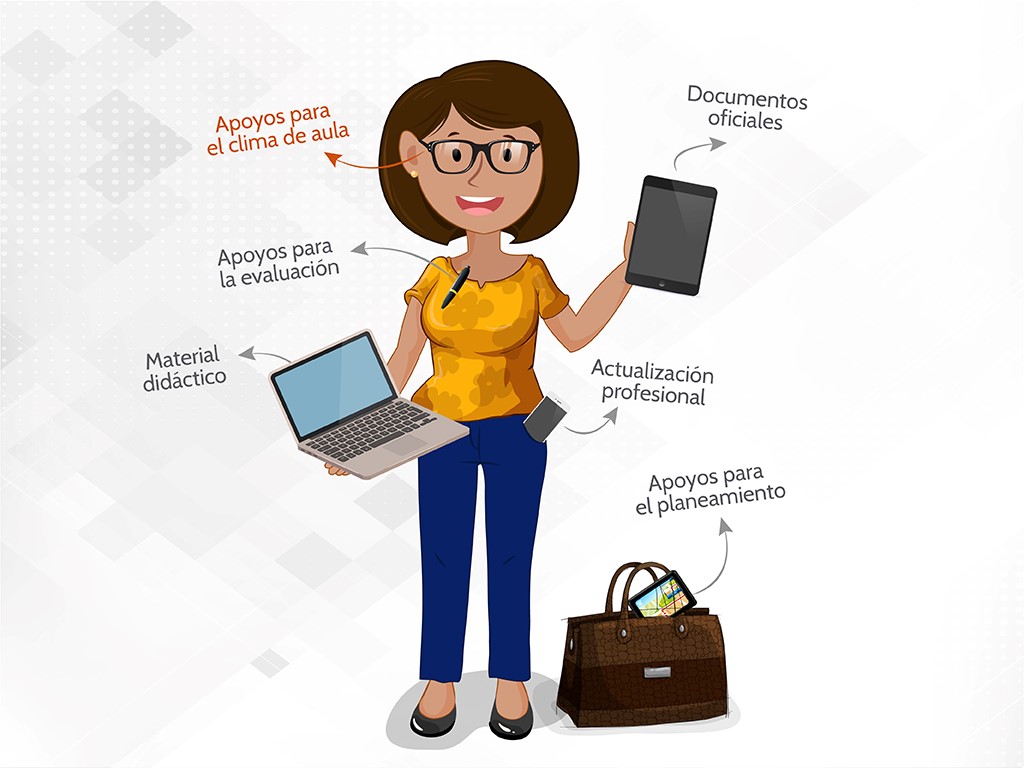 Apoyos para
el clima de aula
Documentos
oficiales
Apoyos para
la evaluación
Material
didáctico
Actualización
profesional
Apoyos para
el planeamiento